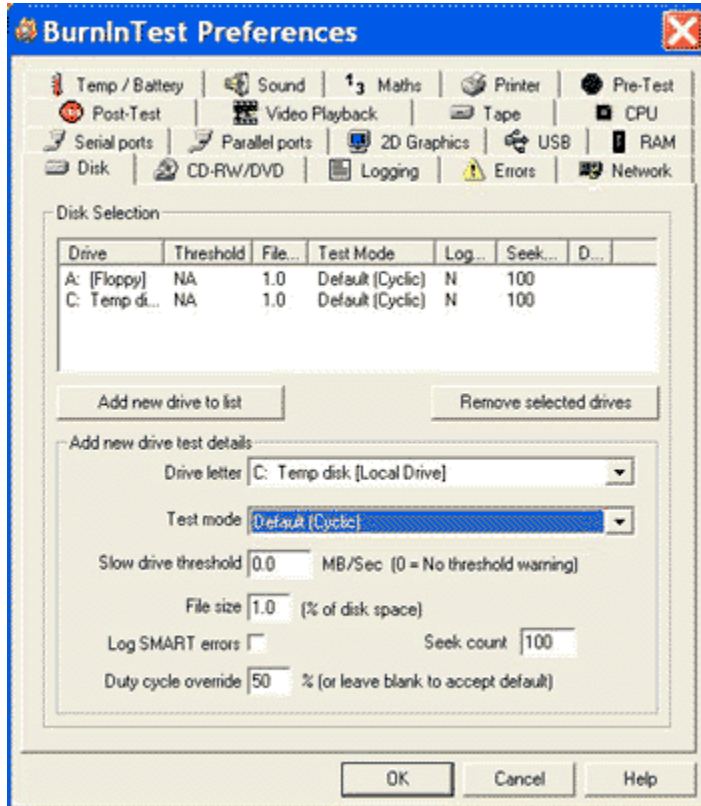 BurnInTest Preferences
Temp / Battery Sound Maths Printer Pre-Test
Post-Test Video Playback Tape CPU
Serial ports Parallel ports 2D Graphics USB RAM
Disk CD-RW/DVD Logging Errors Network
Disk Selection
Drive Threshold File... Test Mode Log... Seek... D...
A: [Floppy] NA 1.0 Default (Cyclic) N 100
C: Temp di... NA 1.0 Default (Cyclic) N 100
Add new drive to list Remove selected drives
Add new drive test details
Drive letter C: Temp disk [Local Drive]
Test mode Default (Cyclic)
Slow drive threshold 0.0 MB/Sec (0 = No threshold warning)
File size 1.0 (% of disk space)
Log SMART errors Seek count 100
Duty cycle override 50 % (or leave blank to accept default)
OK Cancel Help